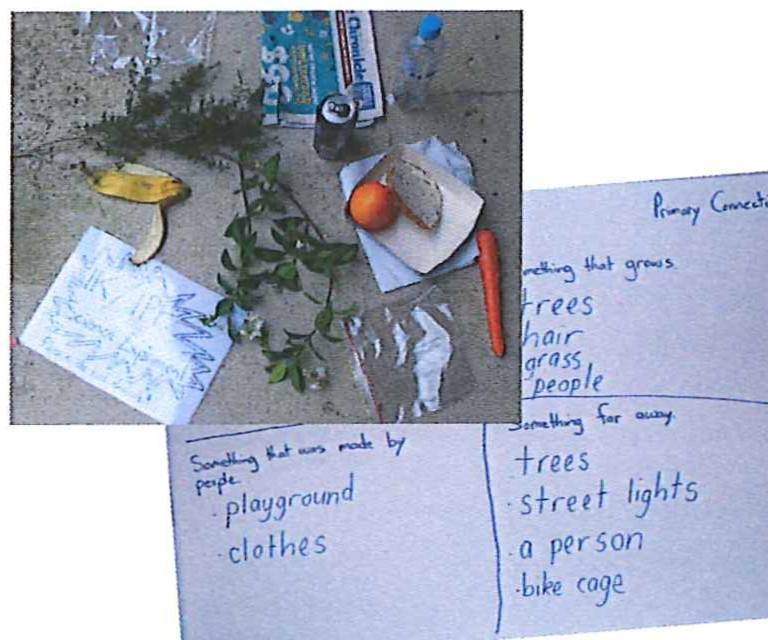 Chronicle
Primary Connecti
mething that grows.
trees
hair
grass
people
Something that was made by
people.
· playground
· clothes
Something far away.
trees
· street lights
· a person
· bike cage